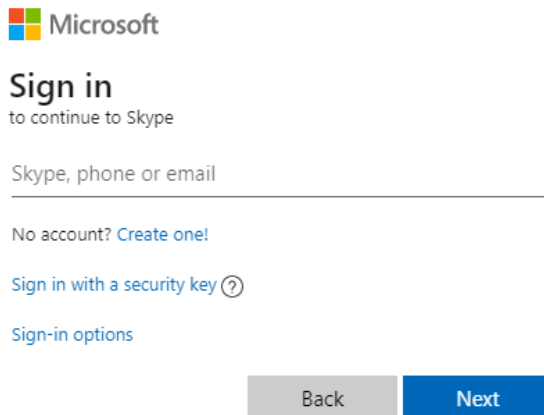 Microsoft
Sign in
to continue to Skype
Skype, phone or email
No account? Create one!
Sign in with a security key ?
Sign-in options
Back Next